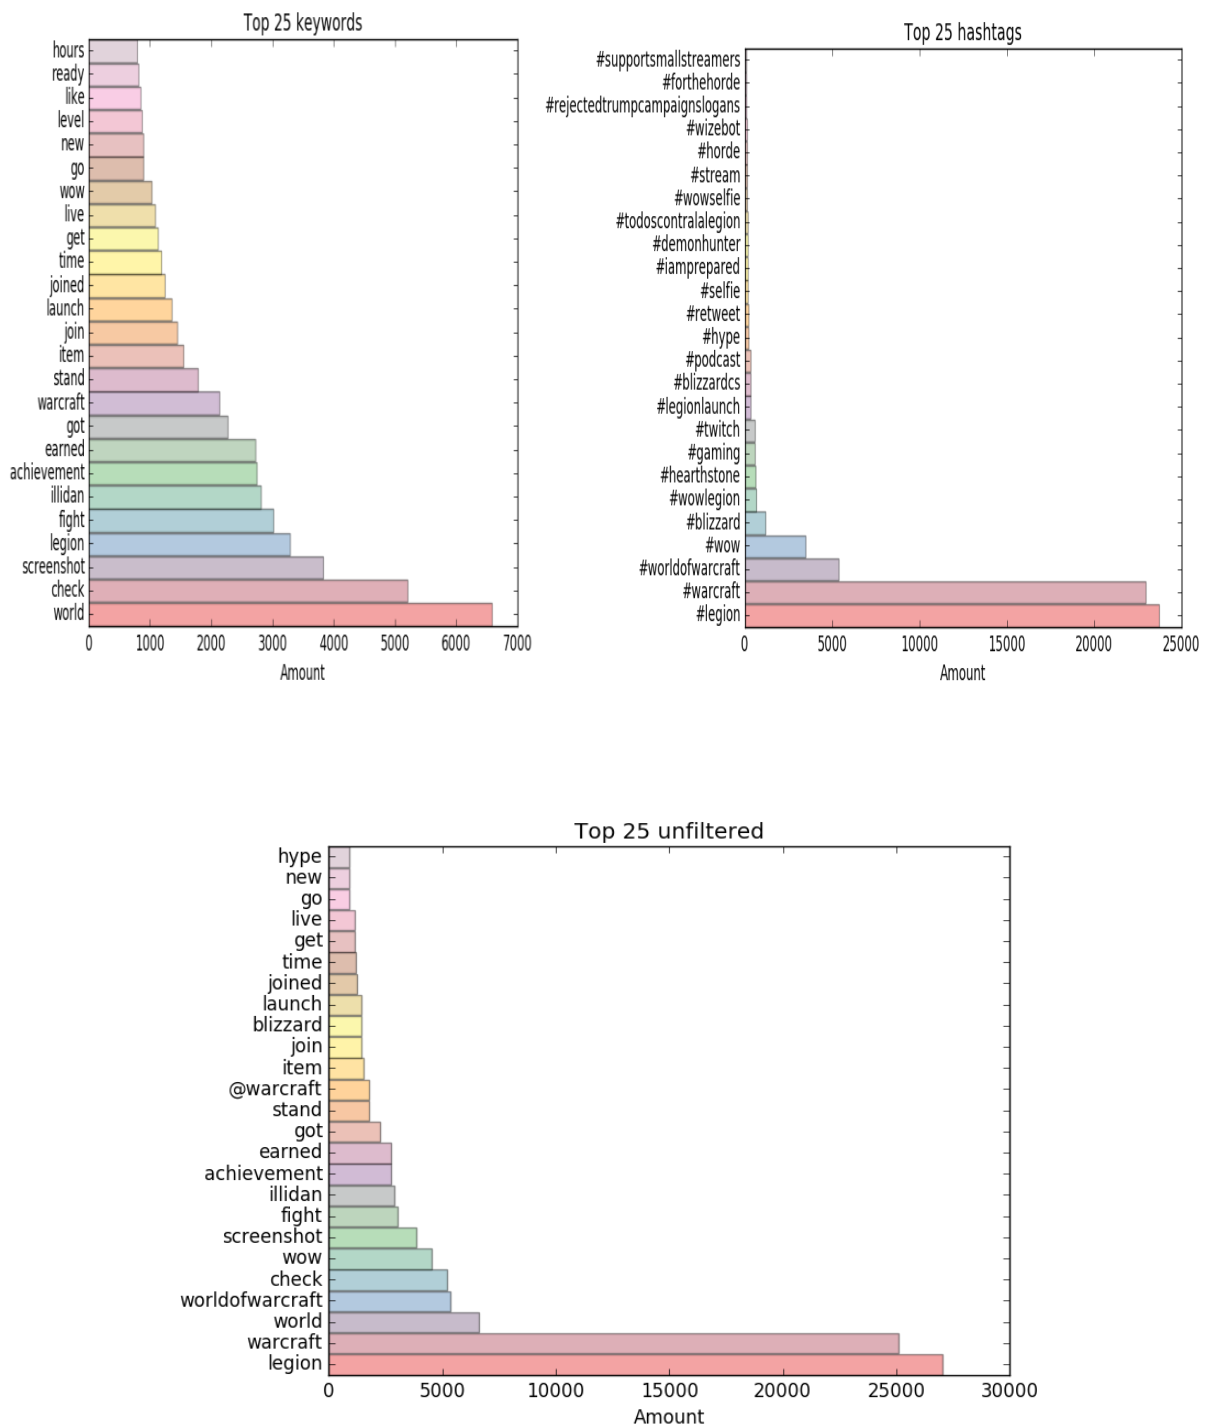 Top 25 keywords
hours
ready
like
level
new
go
wow
live
get
time
joined
launch
join
item
stand
warcraft
got
earned
achievement
illidan
fight
legion
screenshot
check
world
0 1000 2000 3000 4000 5000 6000 7000
Amount
Top 25 hashtags
#supportsmallstreamers
#forthehorde
#rejectedtrumpcampaignslogans
#wizebot
#horde
#stream
#wowselfie
#todoscontralalegion
#demonhunter
#iamprepared
#selfie
#retweet
#hype
#podcast
#blizzardcs
#legionlaunch
#twitch
#gaming
#hearthstone
#wowlegion
#blizzard
#wow
#worldofwarcraft
#warcraft
#legion
0 5000 10000 15000 20000 25000
Amount
Top 25 unfiltered
hype
new
go
live
get
time
joined
launch
blizzard
join
item
@warcraft
stand
got
earned
achievement
illidan
fight
screenshot
wow
check
worldofwarcraft
world
warcraft
legion
0 5000 10000 15000 20000 25000 30000
Amount